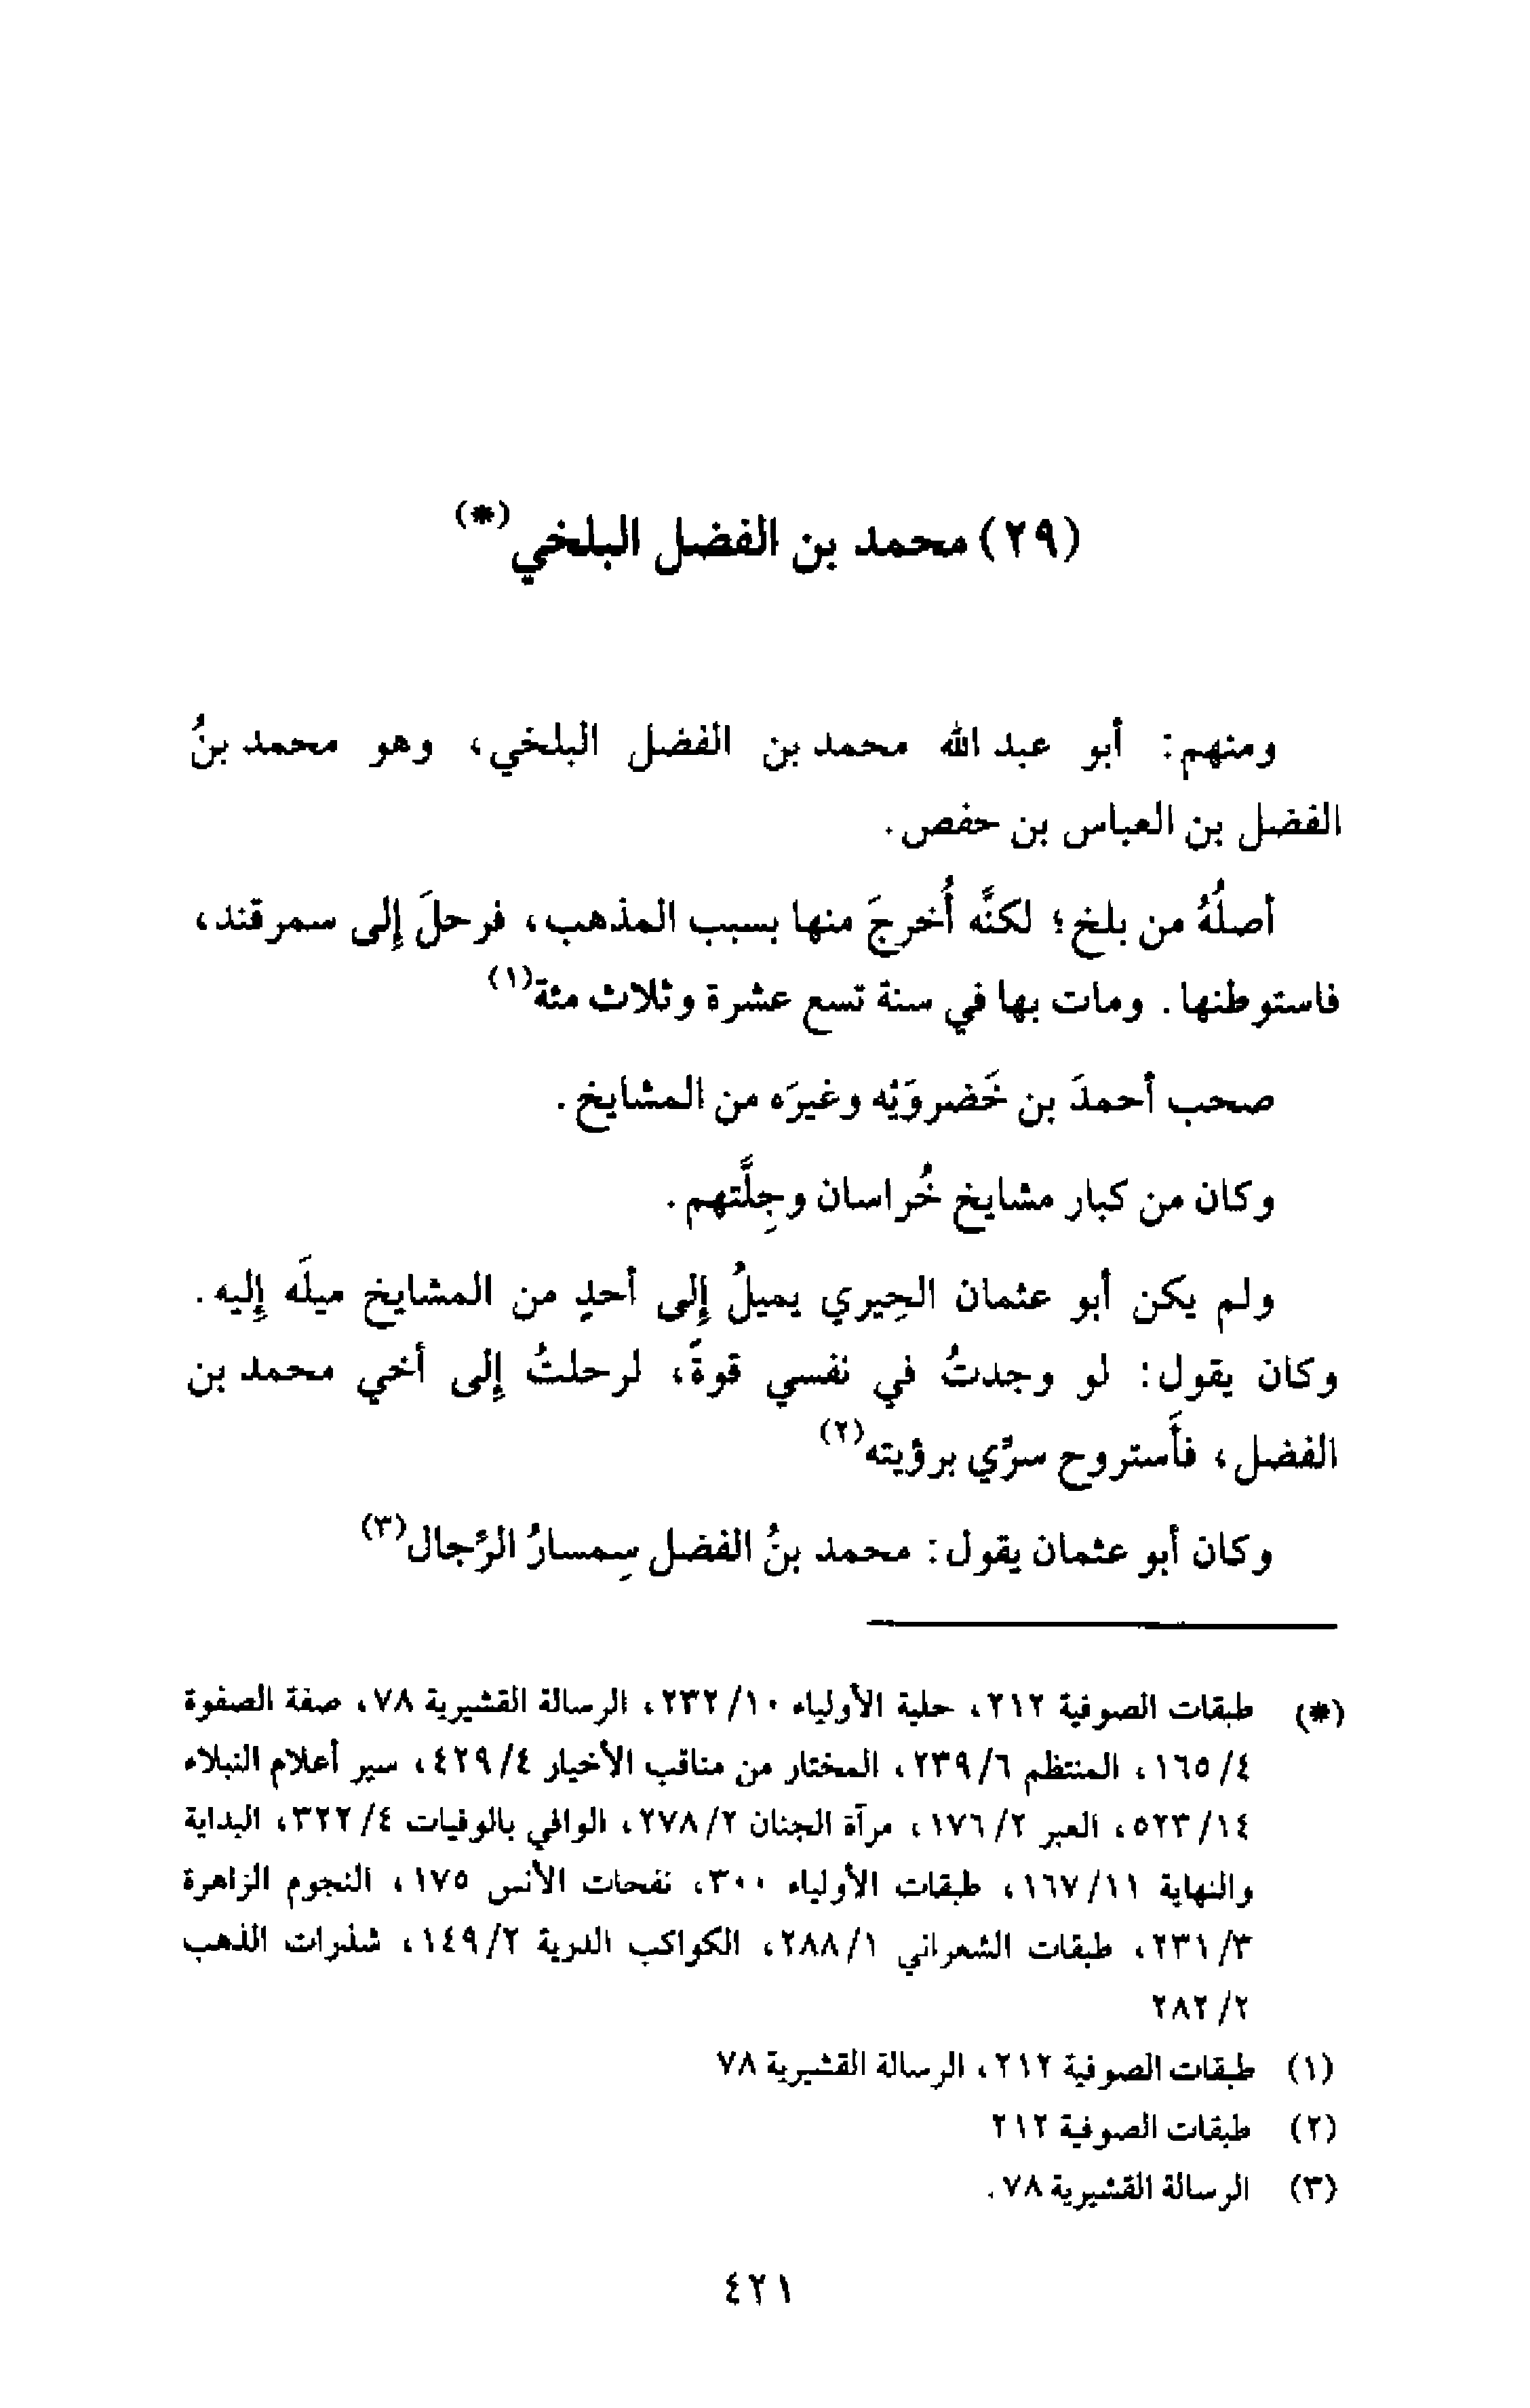 (٢٩) محمد بن الفضل البلخي(*)
ومنهم: أبو عبد الله محمد بن الفضل البلخي، وهو محمد بنُ
الفضل بن العباس بن حفص.
أصلُهُ من بلخ؛ لكنَّه أُخرجَ منها بسبب المذهب، فرحلَ إلى سمرقند،
فاستوطنها. ومات بها في سنة تسع عشرة وثلاث مئة(١)
صحب أحمدَ بن خَضروَيْه وغيرَه من المشايخ.
وكان من كبار مشايخ خُراسان وجِلَّتهم.
ولم يكن أبو عثمان الحِيري يميلُ إلى أحدٍ من المشايخ ميلَه إليه.
وكان يقول: لو وجدتُ في نفسي قوةً، لرحلتُ إلى أخي محمد بن
الفضل، فأَستروح سرِّي برؤيته(٢)
وكان أبو عثمان يقول: محمد بنُ الفضل سِمسارُ الرِّجال(٣)
(*) طبقات الصوفية ٢١٢، حلية الأولياء ١٠/ ٢٣٢، الرسالة القشيرية ٧٨، صفة الصفوة
٤/ ١٦٥، المنتظم ٦/ ٢٣٩، المختار من مناقب الأخيار ٤/ ٤٢٩، سير أعلام النبلاء
١٤/ ٥٢٣، العبر ٢/ ١٧٦، مرآة الجنان ٢/ ٢٧٨، الوافي بالوفيات ٤/ ٣٢٢، البداية
والنهاية ١١/ ١٦٧، طبقات الأولياء ٣٠٠، نفحات الأنس ١٧٥، النجوم الزاهرة
٣/ ٢٣١، طبقات الشعراني ١/ ٢٨٨، الكواكب الدرية ٢/ ١٤٩، شذرات الذهب
٢/ ٢٨٢
(١) طبقات الصوفية ٢١٢، الرسالة القشيرية ٧٨
(٢) طبقات الصوفية ٢١٢
(٣) الرسالة القشيرية ٧٨.
٤٢١